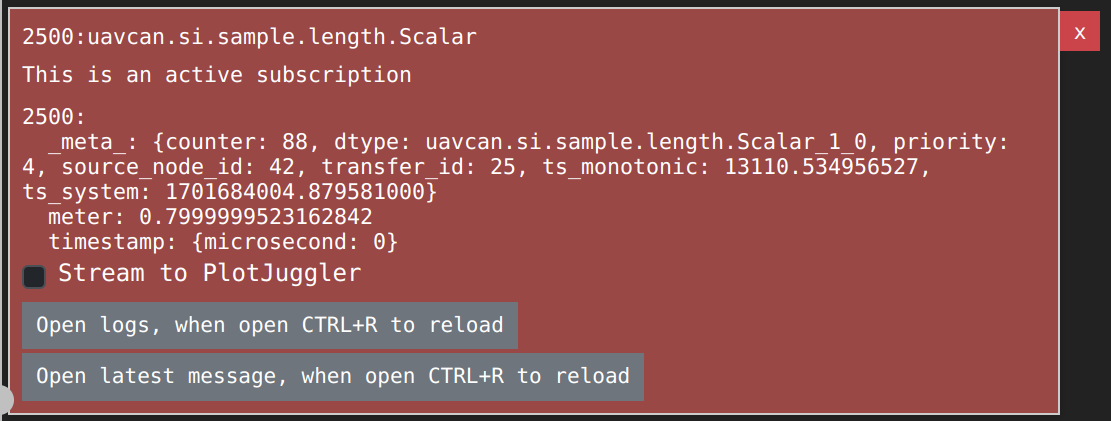 2500:uavcan.si.sample.length.Scalar
x
This is an active subscription
2500:
_meta_: {counter: 88, dtype: uavcan.si.sample.length.Scalar_1_0, priority:
4, source_node_id: 42, transfer_id: 25, ts_monotonic: 13110.534956527,
ts_system: 1701684004.879581000}
meter: 0.7999999523162842
timestamp: {microsecond: 0}
Stream to PlotJuggler
Open logs, when open CTRL+R to reload
Open latest message, when open CTRL+R to reload